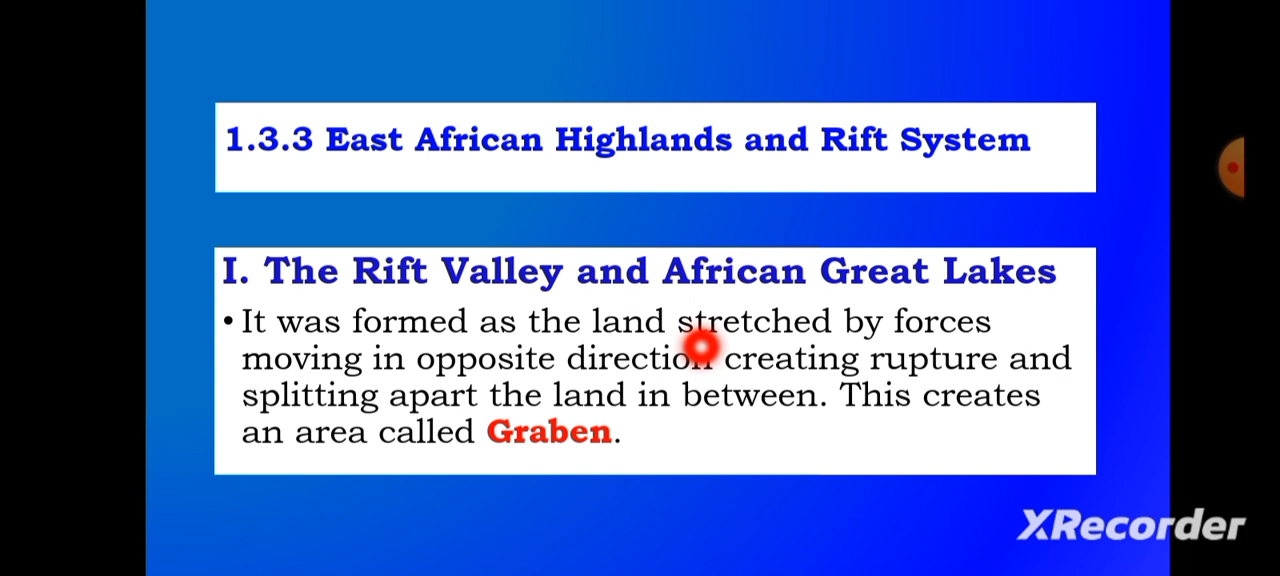 1.3.3 East African Highlands and Rift System
I. The Rift Valley and African Great Lakes
• It was formed as the land stretched by forces
moving in opposite direction creating rupture and
splitting apart the land in between. This creates
an area called Graben.
XRecorder